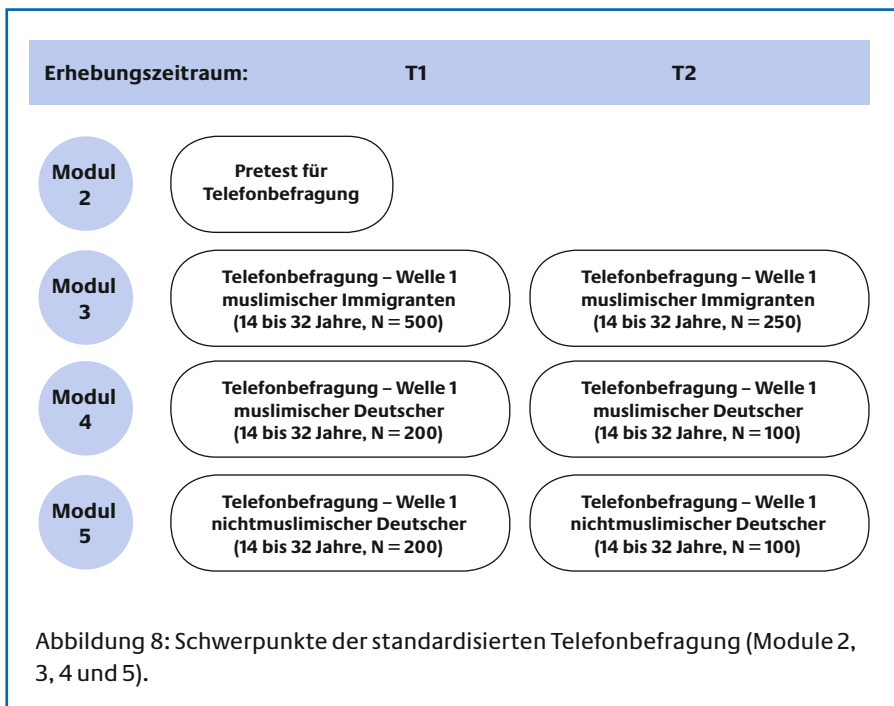 Erhebungszeitraum: T1 T2
Modul
2
Pretest für
Telefonbefragung
Modul
3
Telefonbefragung – Welle 1
muslimischer Immigranten
(14 bis 32 Jahre, N = 500)
Telefonbefragung – Welle 1
muslimischer Immigranten
(14 bis 32 Jahre, N = 250)
Modul
4
Telefonbefragung – Welle 1
muslimischer Deutscher
(14 bis 32 Jahre, N = 200)
Telefonbefragung – Welle 1
muslimischer Deutscher
(14 bis 32 Jahre, N = 100)
Modul
5
Telefonbefragung – Welle 1
nichtmuslimischer Deutscher
(14 bis 32 Jahre, N = 200)
Telefonbefragung – Welle 1
nichtmuslimischer Deutscher
(14 bis 32 Jahre, N = 100)
Abbildung 8: Schwerpunkte der standardisierten Telefonbefragung (Module 2,
3, 4 und 5).